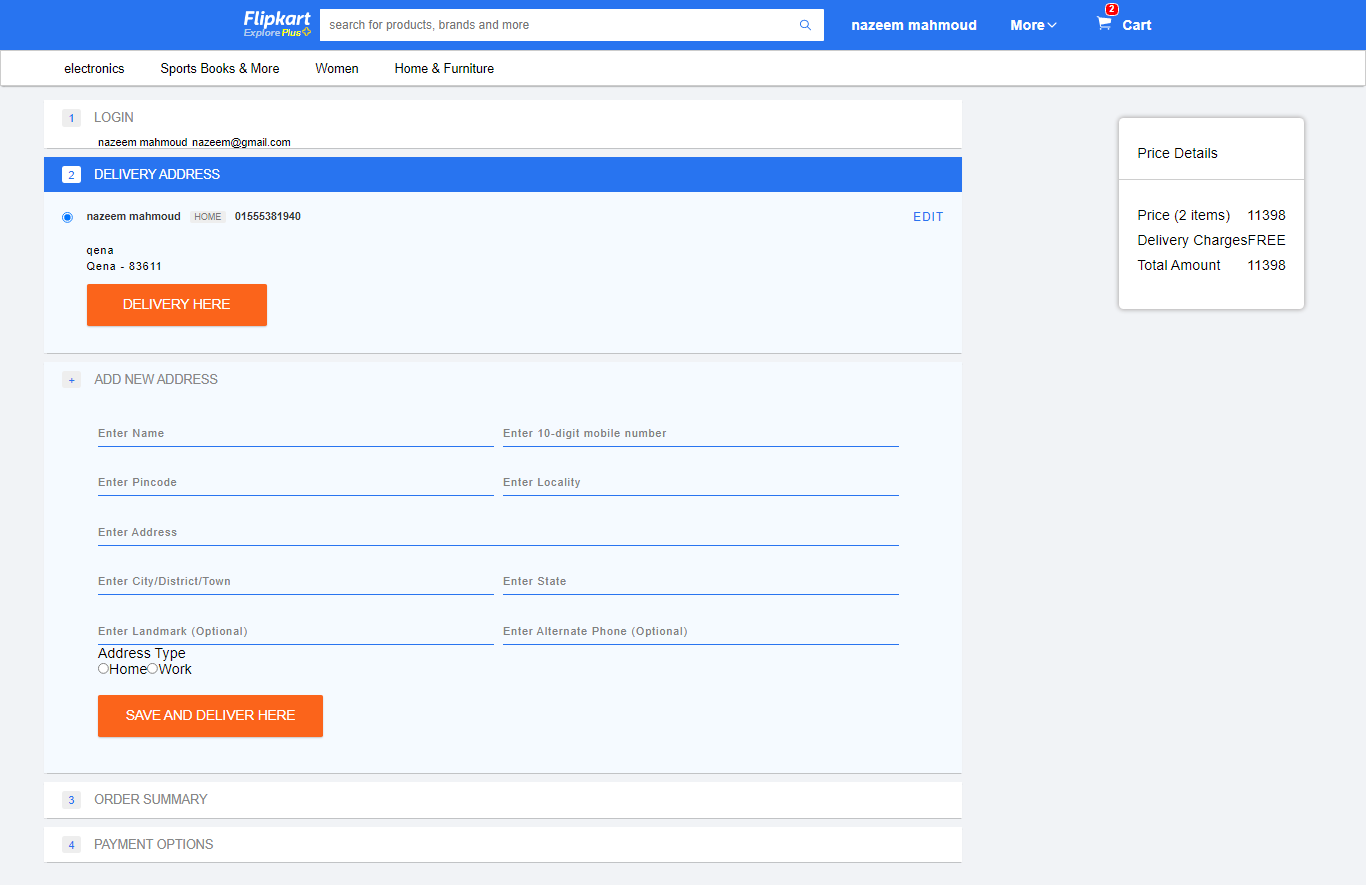 Flipkart
Explore Plus
search for products, brands and more
nazeem mahmoud
More
2
Cart
electronics
Sports Books & More
Women
Home & Furniture
1 LOGIN
nazeem mahmoud nazeem@gmail.com
2 DELIVERY ADDRESS
nazeem mahmoud HOME 01555381940 EDIT
qena
Qena - 83611
DELIVERY HERE
+ ADD NEW ADDRESS
Enter Name
Enter 10-digit mobile number
Enter Pincode
Enter Locality
Enter Address
Enter City/District/Town
Enter State
Enter Landmark (Optional)
Enter Alternate Phone (Optional)
Address Type
Home Work
SAVE AND DELIVER HERE
3 ORDER SUMMARY
4 PAYMENT OPTIONS
Price Details
Price (2 items) 11398
Delivery Charges FREE
Total Amount 11398